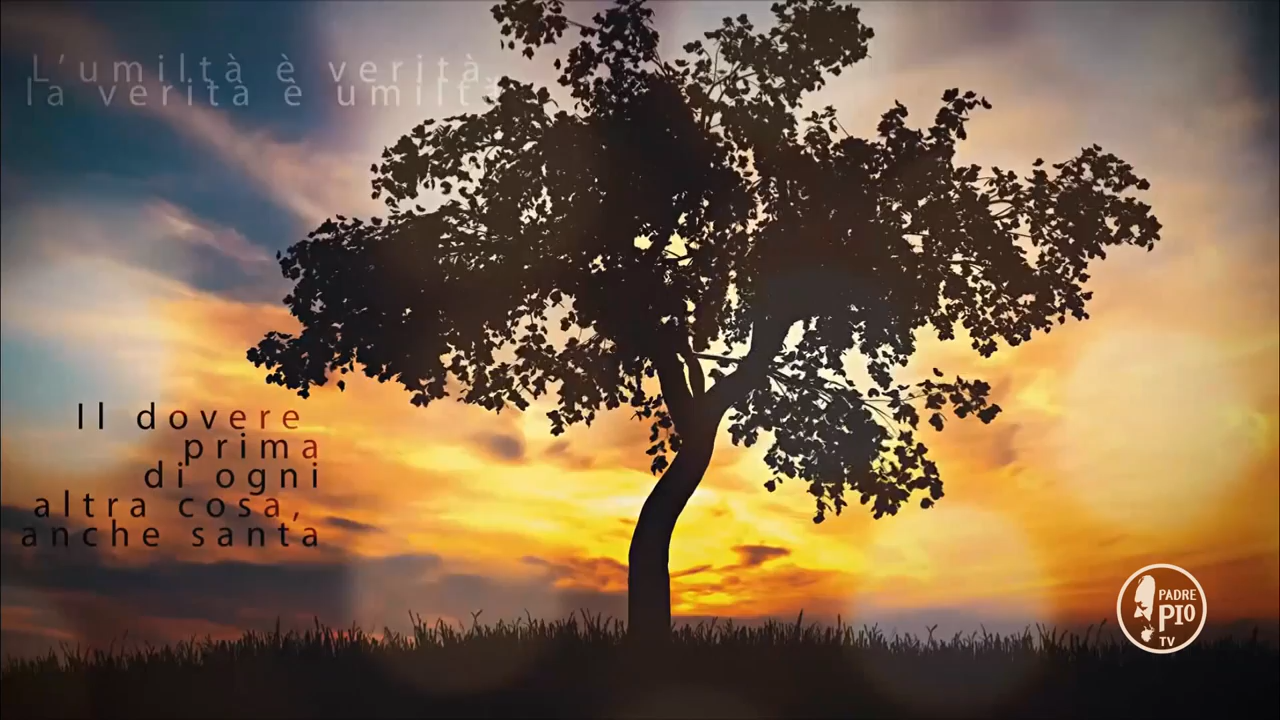 L'umiltà è verità,
la verità è umiltà
Il dovere
prima
di ogni
altra cosa,
anche santa
PADRE
PIO
TV